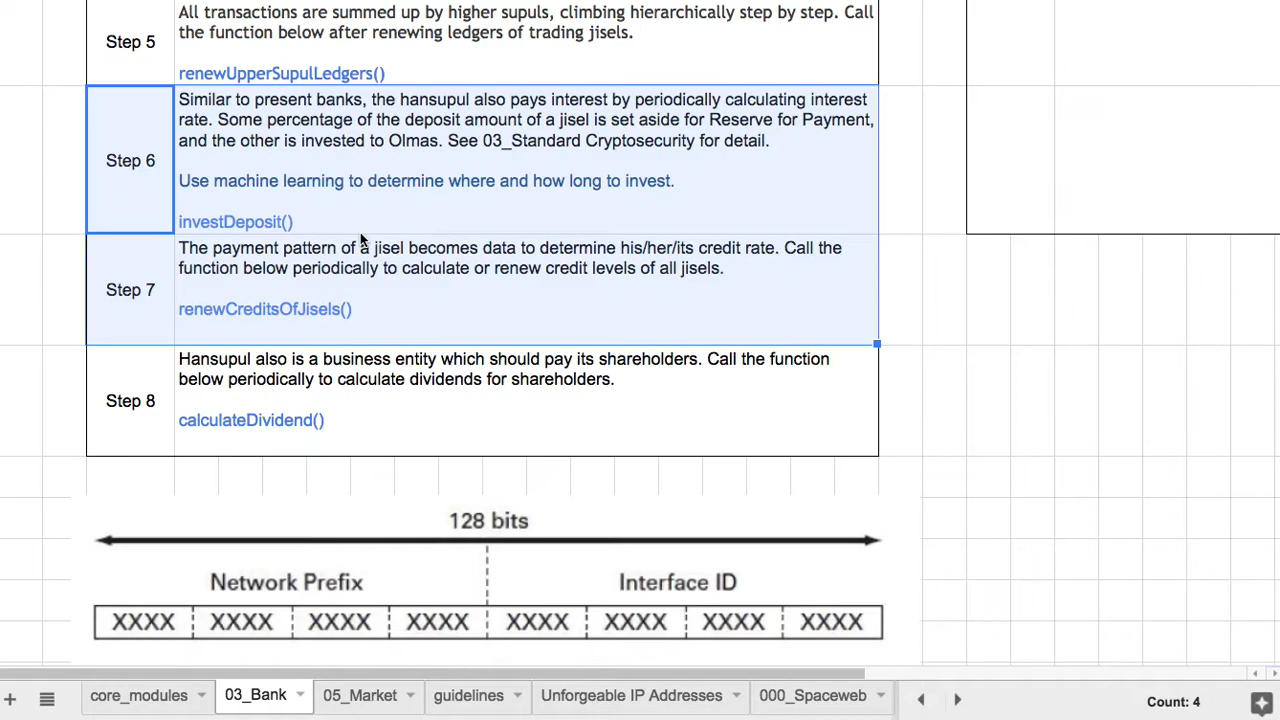 All transactions are summed up by higher supuls, climbing hierarchically step by step. Call
the function below after renewing ledgers of trading jisels.
Step 5
renewUpperSupulLedgers()
Similar to present banks, the hansupul also pays interest by periodically calculating interest
rate. Some percentage of the deposit amount of a jisel is set aside for Reserve for Payment,
and the other is invested to Olmas. See 03_Standard Cryptosecurity for detail.
Step 6
Use machine learning to determine where and how long to invest.
investDeposit()
The payment pattern of a jisel becomes data to determine his/her/its credit rate. Call the
function below periodically to calculate or renew credit levels of all jisels.
Step 7
renewCreditsOfJisels()
Hansupul also is a business entity which should pay its shareholders. Call the function
below periodically to calculate dividends for shareholders.
Step 8
calculateDividend()
128 bits
Network Prefix Interface ID
XXXX XXXX XXXX XXXX XXXX XXXX XXXX XXXX
core_modules 03_Bank 05_Market guidelines Unforgeable IP Addresses 000_Spaceweb Count: 4